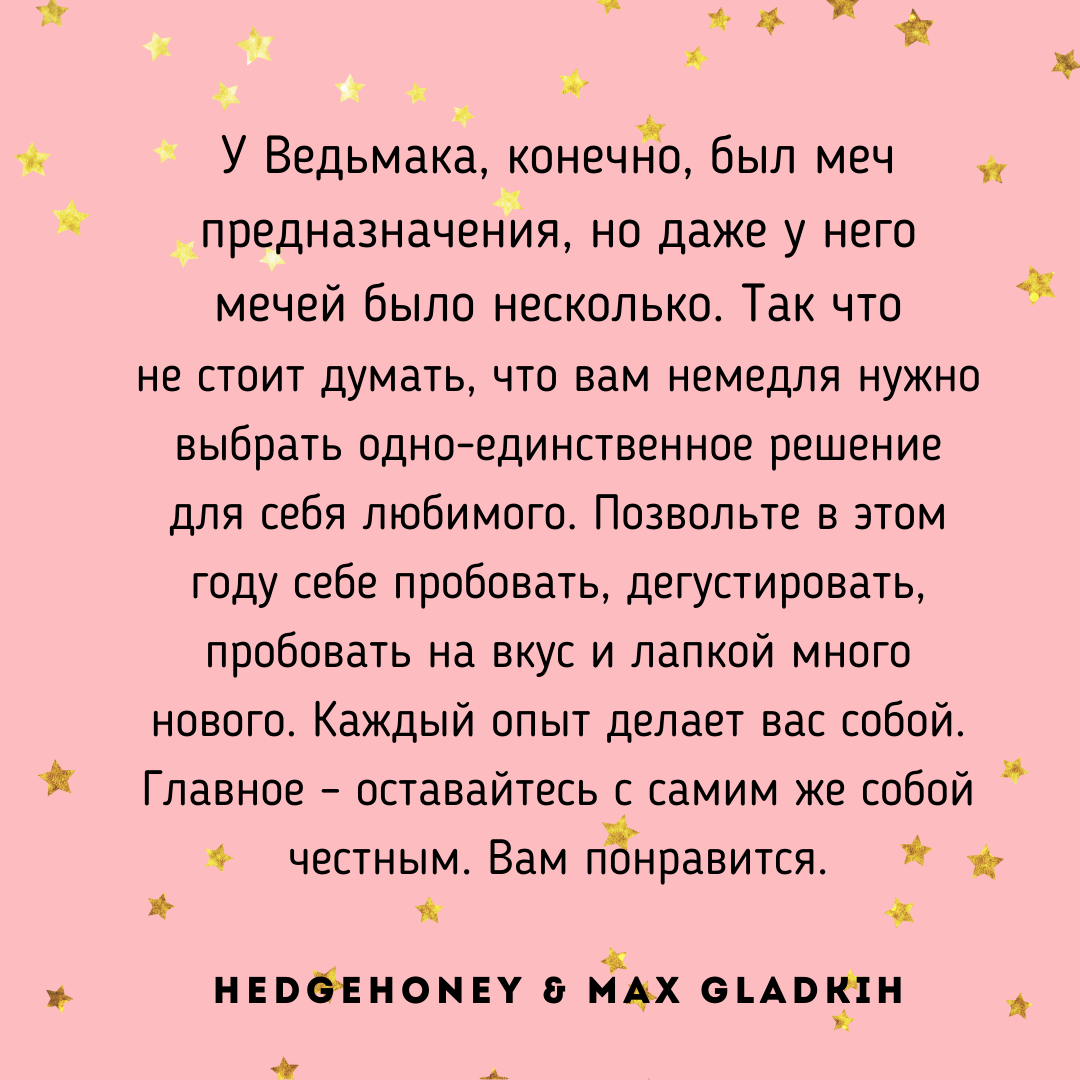 У Ведьмака, конечно, был меч
предназначения, но даже у него
мечей было несколько. Так что
не стоит думать, что вам немедля нужно
выбрать одно-единственное решение
для себя любимого. Позвольте в этом
году себе пробовать, дегустировать,
пробовать на вкус и лапкой много
нового. Каждый опыт делает вас собой.
Главное – оставайтесь с самим же собой
честным. Вам понравится.
HEDGEHONEY & MAX GLADKIH